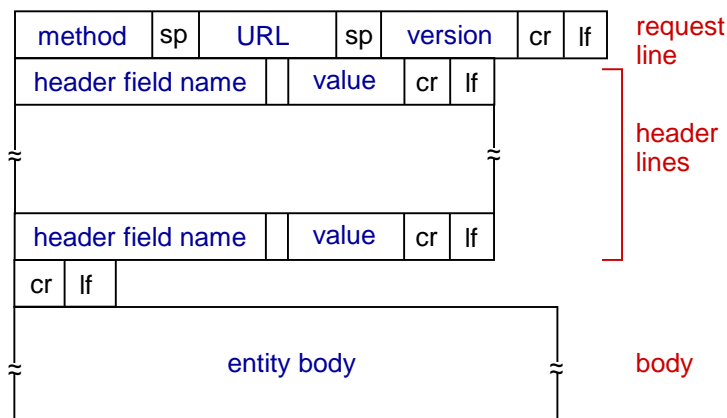 method sp URL sp version cr lf request line
header field name value cr lf
header lines
header field name value cr lf
cr lf
entity body body